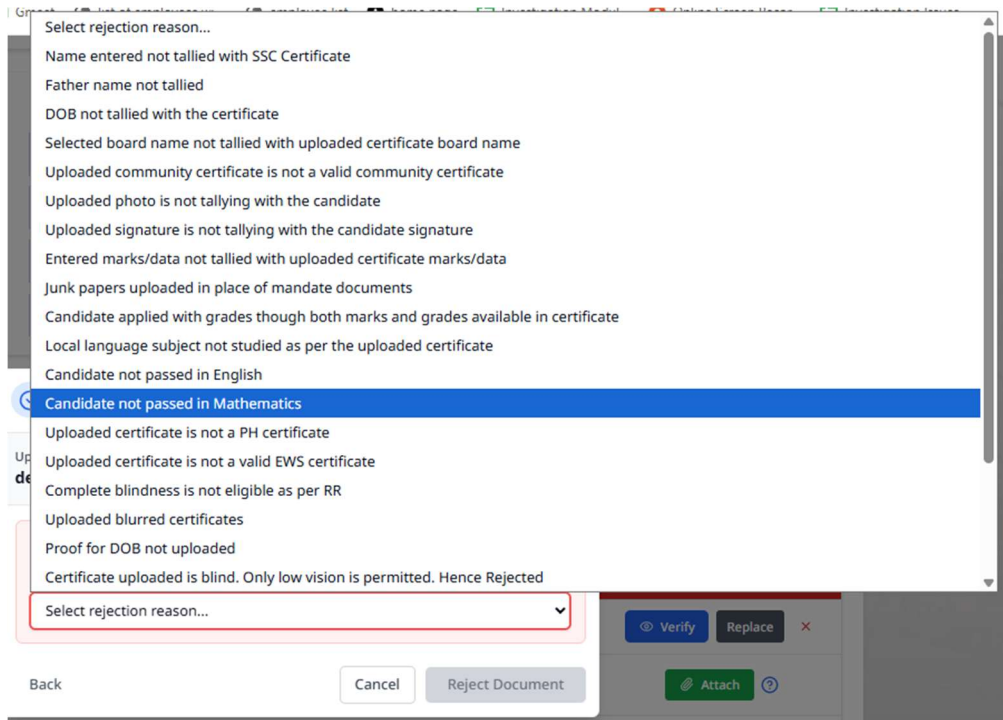 Select rejection reason...
Name entered not tallied with SSC Certificate
Father name not tallied
DOB not tallied with the certificate
Selected board name not tallied with uploaded certificate board name
Uploaded community certificate is not a valid community certificate
Uploaded photo is not tallying with the candidate
Uploaded signature is not tallying with the candidate signature
Entered marks/data not tallied with uploaded certificate marks/data
Junk papers uploaded in place of mandate documents
Candidate applied with grades though both marks and grades available in certificate
Local language subject not studied as per the uploaded certificate
Candidate not passed in English
Candidate not passed in Mathematics
Uploaded certificate is not a PH certificate
Up
Uploaded certificate is not a valid EWS certificate
de
Complete blindness is not eligible as per RR
Uploaded blurred certificates
Proof for DOB not uploaded
Certificate uploaded is blind. Only low vision is permitted. Hence Rejected
Select rejection reason...
Verify Replace
Back Cancel Reject Document Attach